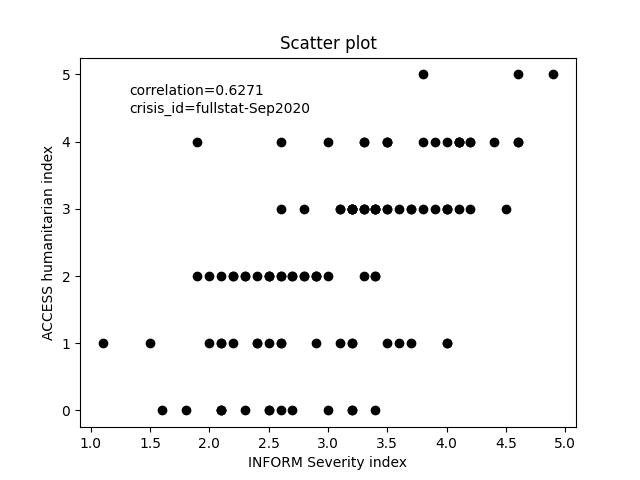 Scatter plot
correlation=0.6271
crisis_id=fullstat-Sep2020
ACCESS humanitarian index
5
4
3
2
1
0
1.0 1.5 2.0 2.5 3.0 3.5 4.0 4.5 5.0
INFORM Severity index